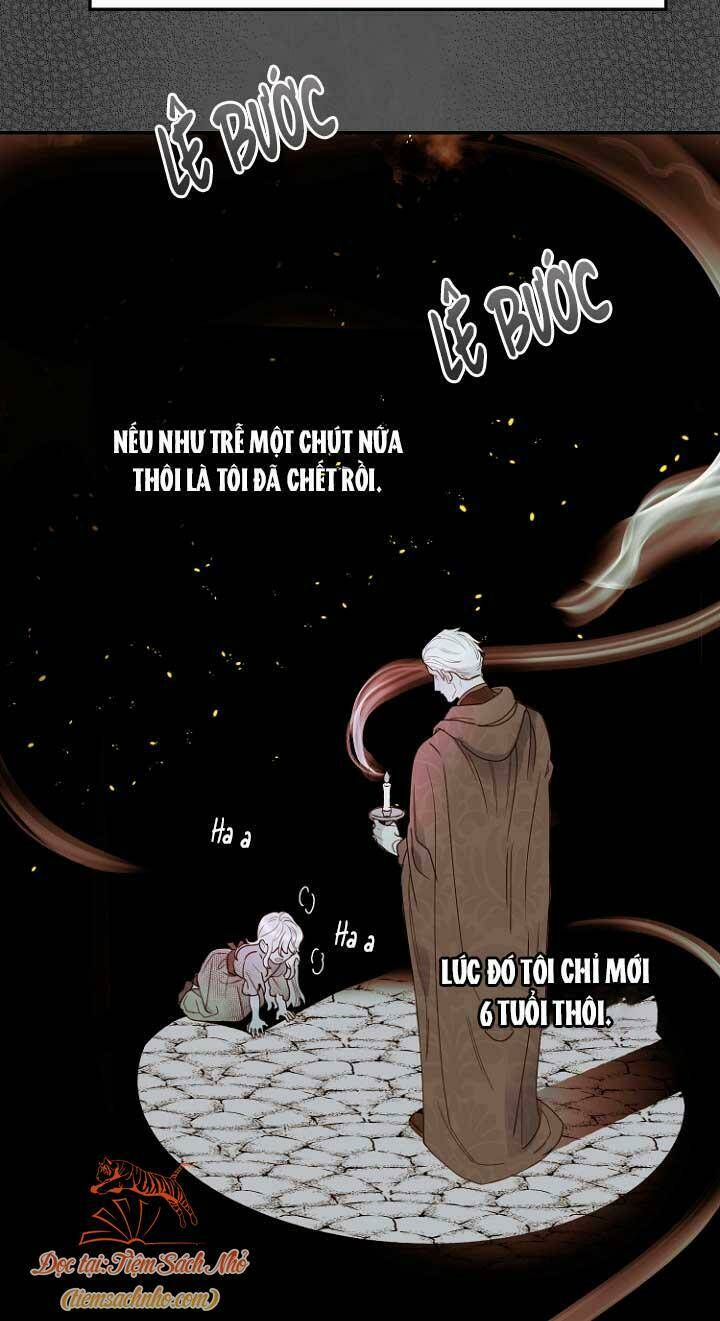 LÊ BƯỚC
LÊ BƯỚC
NẾU NHƯ TRỄ MỘT CHÚT NỮA
THÔI LÀ TÔI ĐÃ CHẾT RỒI.
Ha a
Ha a
LÚC ĐÓ TÔI CHỈ MỚI
6 TUỔI THÔI.
Đọc tại: Tiệm Sách Nhỏ
(tiemsachnho.com)